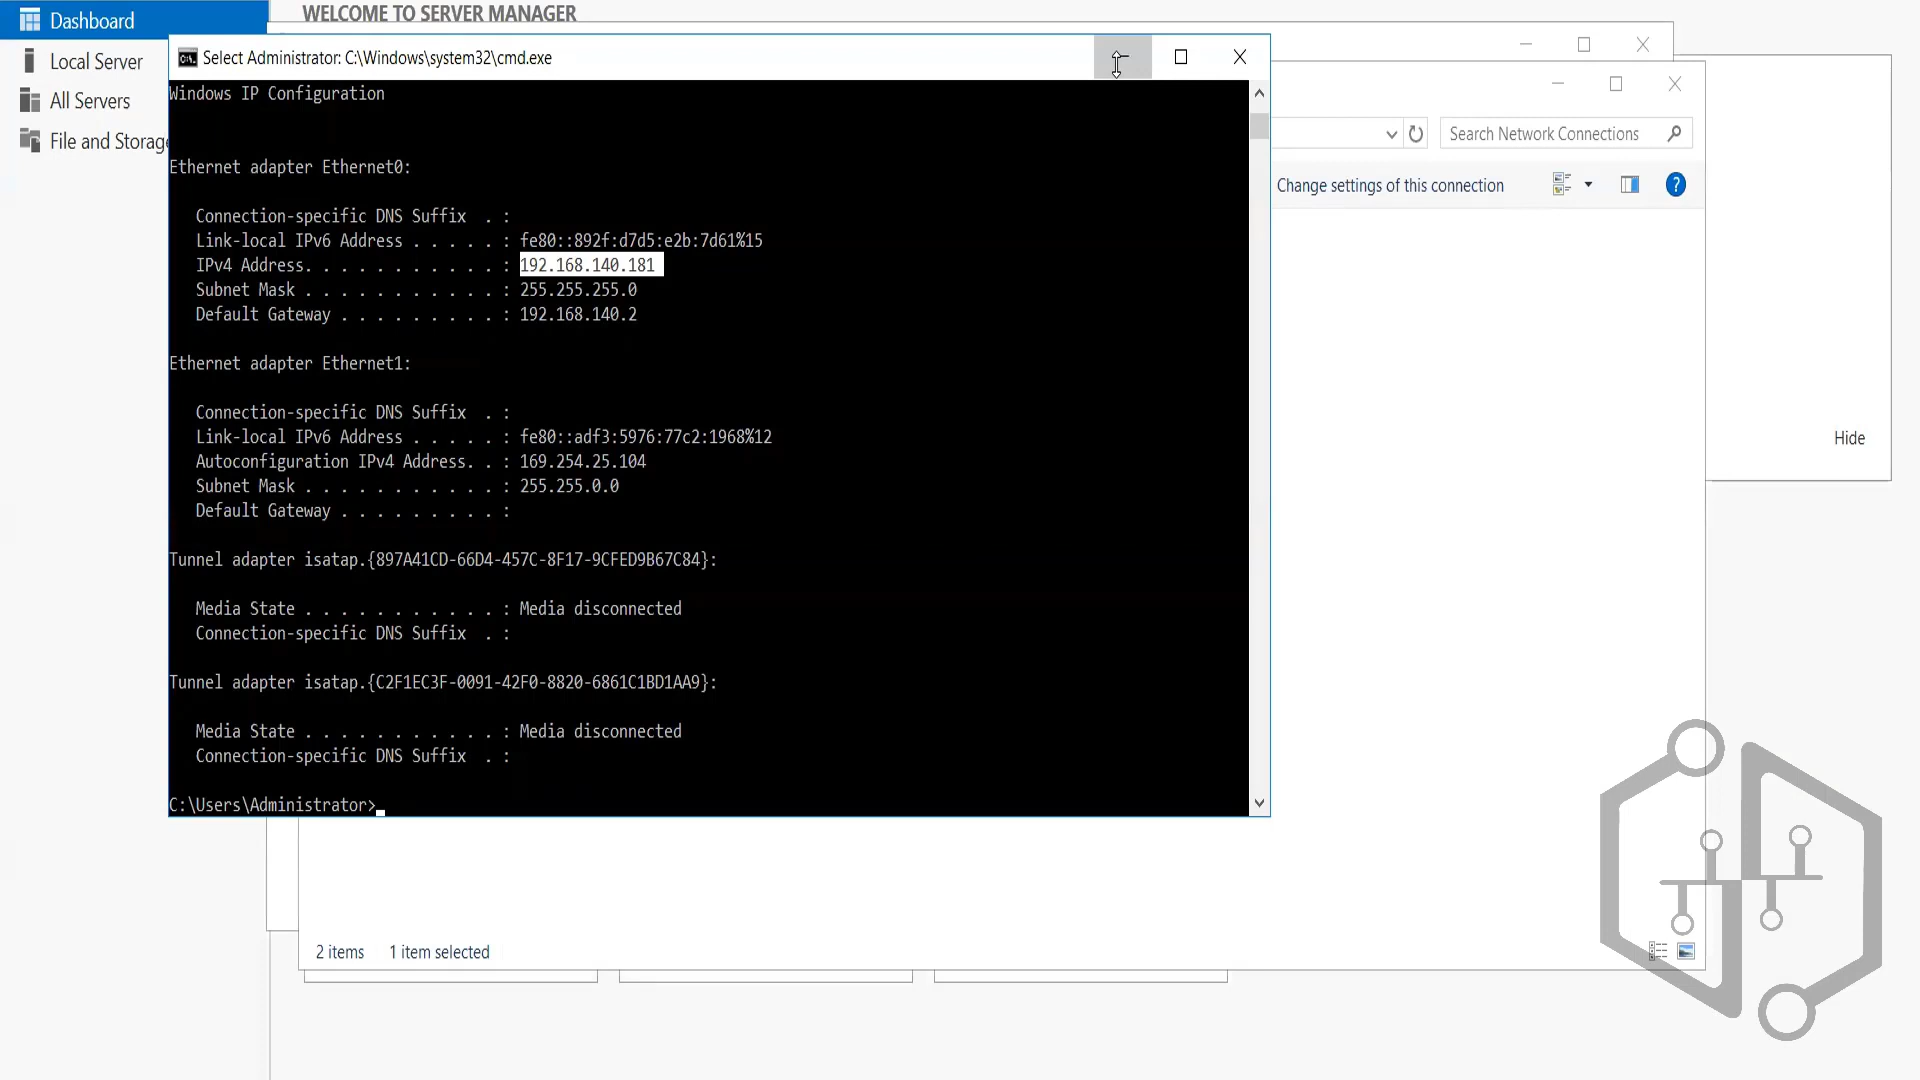 WELCOME TO SERVER MANAGER
Dashboard
Local Server
All Servers
File and Storage
Select Administrator: C:\Windows\system32\cmd.exe
Windows IP Configuration
Ethernet adapter Ethernet0:
Connection-specific DNS Suffix . :
Link-local IPv6 Address . . . . . : fe80::892f:d7d5:e2b:7d61%15
IPv4 Address. . . . . . . . . . . : 192.168.140.181
Subnet Mask . . . . . . . . . . . : 255.255.255.0
Default Gateway . . . . . . . . . : 192.168.140.2
Ethernet adapter Ethernet1:
Connection-specific DNS Suffix . :
Link-local IPv6 Address . . . . . : fe80::adf3:5976:77c2:1968%12
Autoconfiguration IPv4 Address. . : 169.254.25.104
Subnet Mask . . . . . . . . . . . : 255.255.0.0
Default Gateway . . . . . . . . . :
Tunnel adapter isatap.{897A41CD-66D4-457C-8F17-9CFED9B67C84}:
Media State . . . . . . . . . . . : Media disconnected
Connection-specific DNS Suffix . :
Tunnel adapter isatap.{C2F1EC3F-0091-42F0-8820-6861C1BD1AA9}:
Media State . . . . . . . . . . . : Media disconnected
Connection-specific DNS Suffix . :
C:\Users\Administrator>
Search Network Connections
Change settings of this connection
Hide
2 items 1 item selected